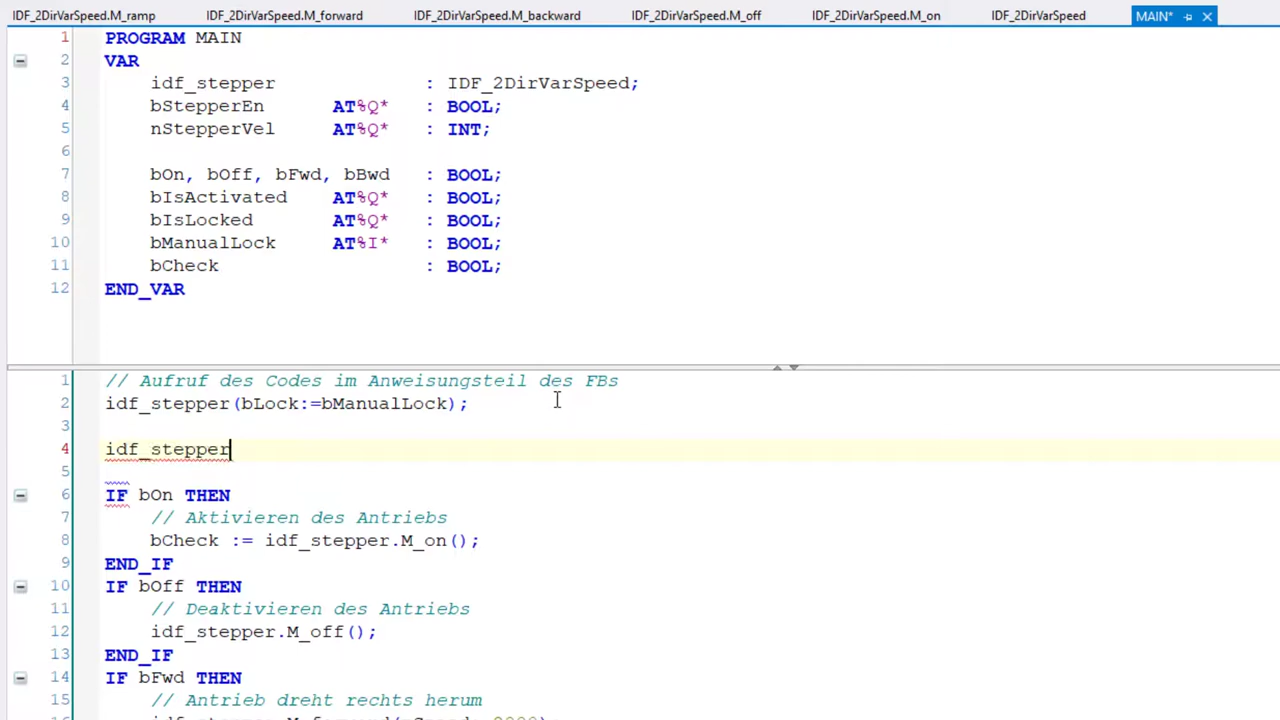 IDF_2DirVarSpeed.M_ramp IDF_2DirVarSpeed.M_forward IDF_2DirVarSpeed.M_backward IDF_2DirVarSpeed.M_off IDF_2DirVarSpeed.M_on IDF_2DirVarSpeed MAIN*
1 PROGRAM MAIN
2 VAR
3 idf_stepper : IDF_2DirVarSpeed;
4 bStepperEn AT%Q* : BOOL;
5 nStepperVel AT%Q* : INT;
6
7 bOn, bOff, bFwd, bBwd : BOOL;
8 bIsActivated AT%Q* : BOOL;
9 bIsLocked AT%Q* : BOOL;
10 bManualLock AT%I* : BOOL;
11 bCheck : BOOL;
12 END_VAR
1 // Aufruf des Codes im Anweisungsteil des FBs
2 idf_stepper(bLock:=bManualLock);
3
4 idf_stepper
5
6 IF bOn THEN
7 // Aktivieren des Antriebs
8 bCheck := idf_stepper.M_on();
9 END_IF
10 IF bOff THEN
11 // Deaktivieren des Antriebs
12 idf_stepper.M_off();
13 END_IF
14 IF bFwd THEN
15 // Antrieb dreht rechts herum